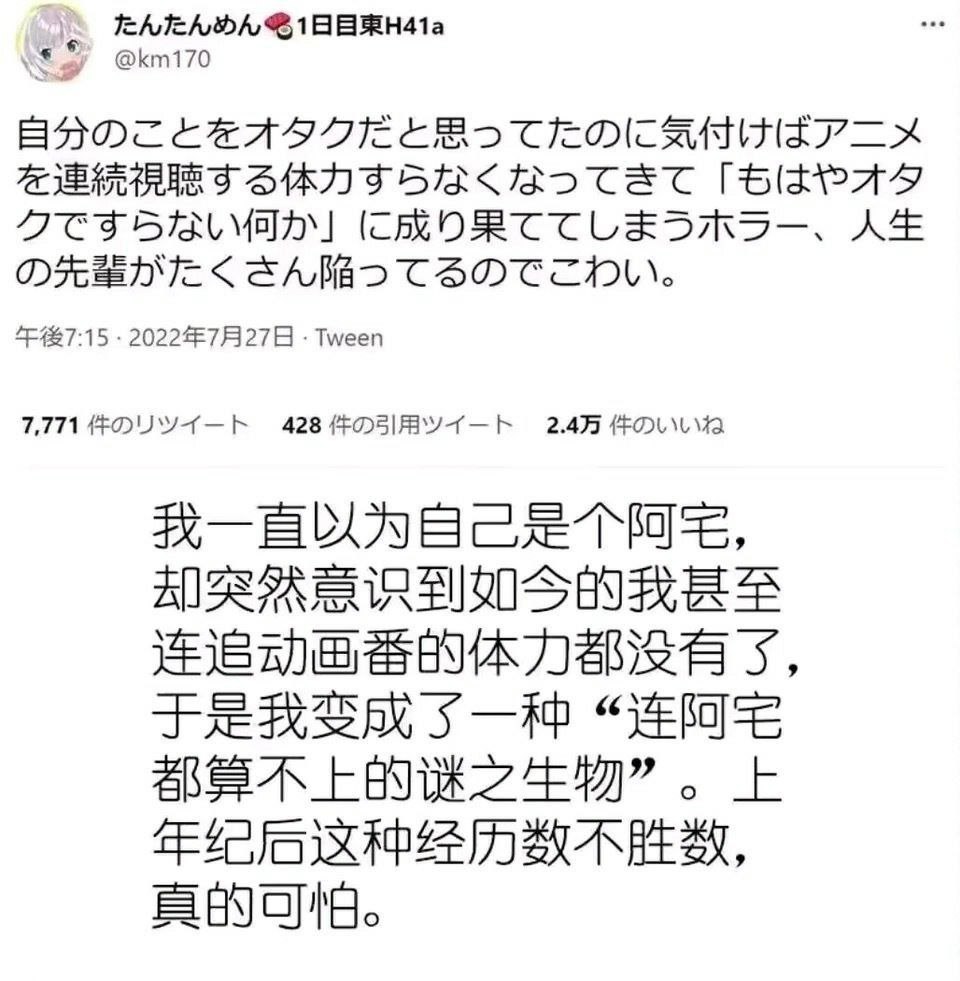 たんたんめん🍣1日目東H41a
@km170
自分のことをオタクだと思ってたのに気付けばアニメ
を連続視聴する体力すらなくなってきて「もはやオタ
クですらない何か」に成り果ててしまうホラー、人生
の先輩がたくさん陥ってるのでこわい。
午後7:15 · 2022年7月27日 · Tween
7,771 件のリツイート 428 件の引用ツイート 2.4万 件のいいね
我一直以为自己是个阿宅，
却突然意识到如今的我甚至
连追动画番的体力都没有了，
于是我变成了一种“连阿宅
都算不上的谜之生物”。上
年纪后这种经历数不胜数，
真的可怕。